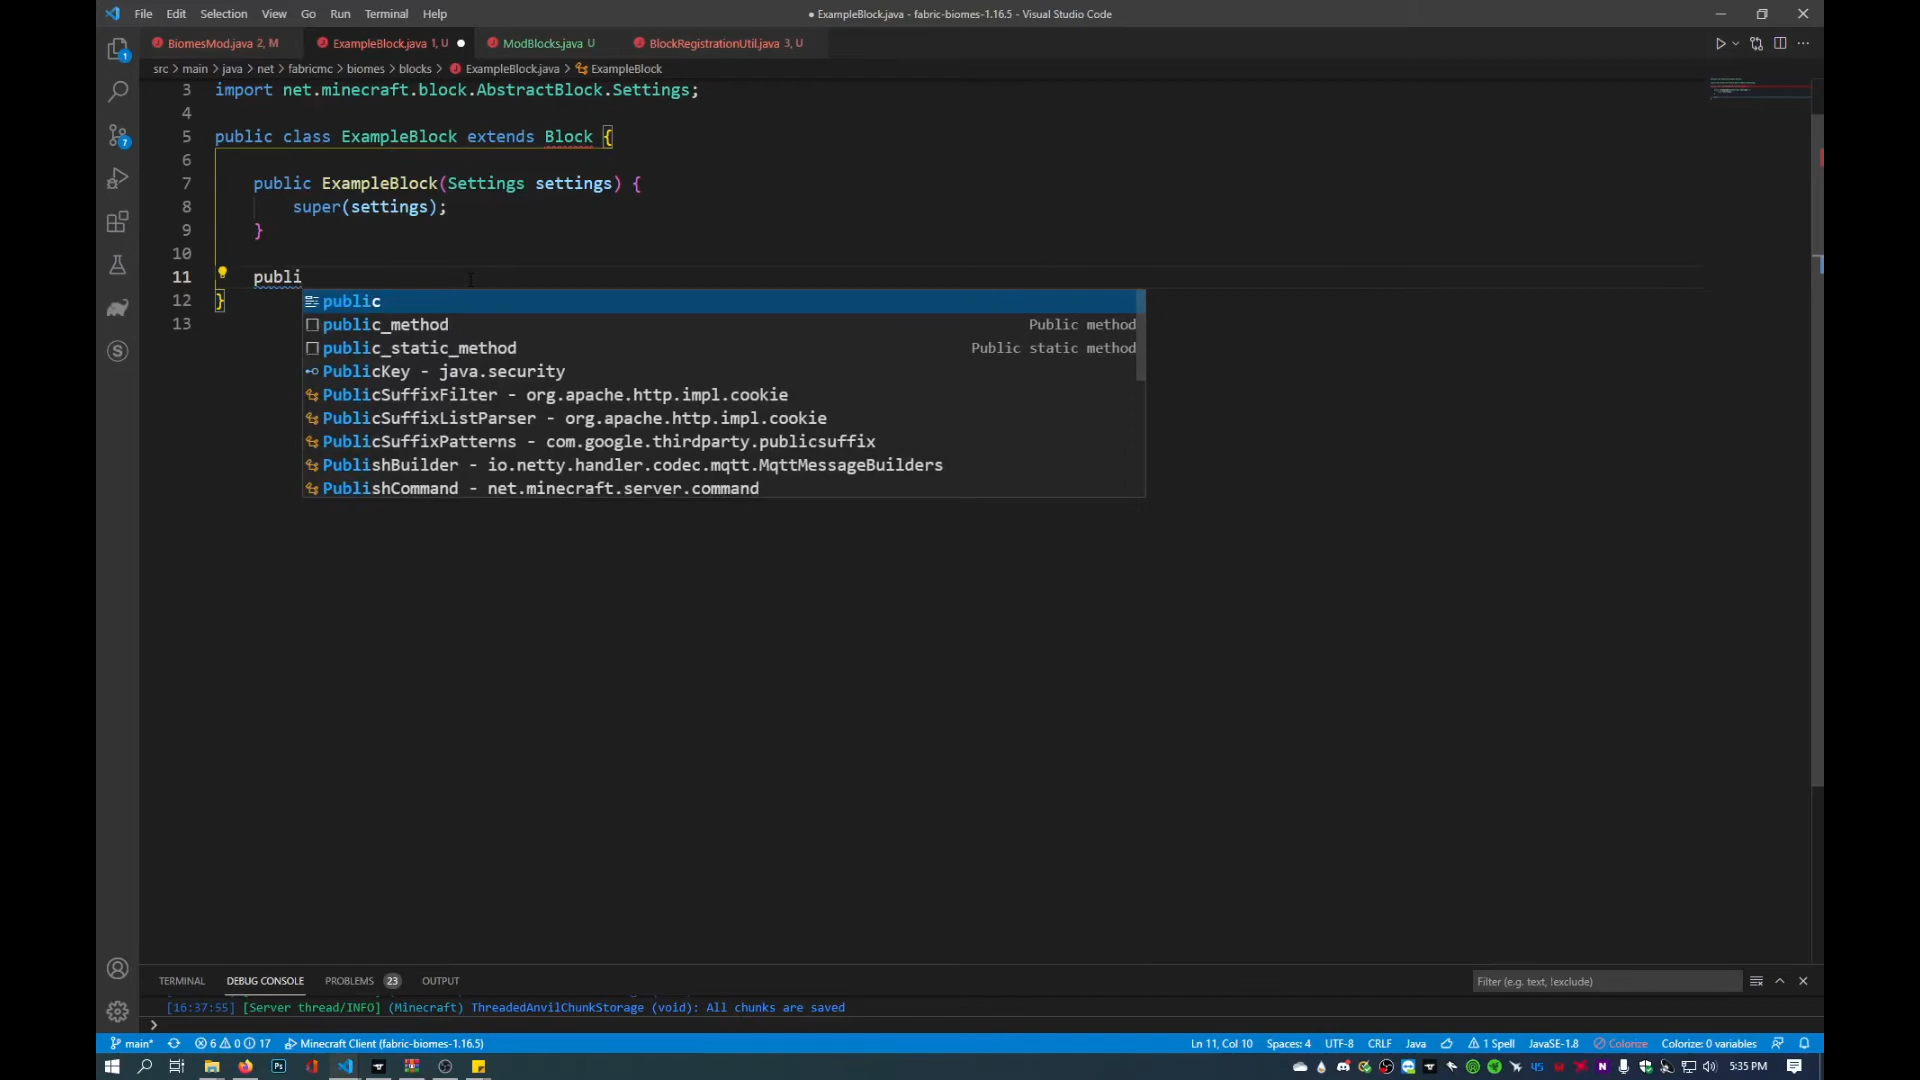 File Edit Selection View Go Run Terminal Help
● ExampleBlock.java - fabric-biomes-1.16.5 - Visual Studio Code
BiomesMod.java 2, M
ExampleBlock.java 1, U
ModBlocks.java U
BlockRegistrationUtil.java 3, U
src > main > java > net > fabricmc > biomes > blocks > ExampleBlock.java > ExampleBlock
3 import net.minecraft.block.AbstractBlock.Settings;
4
5 public class ExampleBlock extends Block {
6
7 public ExampleBlock(Settings settings) {
8 super(settings);
9 }
10
11 publi
12 }
13
public
public_method Public method
public_static_method Public static method
PublicKey - java.security
PublicSuffixFilter - org.apache.http.impl.cookie
PublicSuffixListParser - org.apache.http.impl.cookie
PublicSuffixPatterns - com.google.thirdparty.publicsuffix
PublishBuilder - io.netty.handler.codec.mqtt.MqttMessageBuilders
PublishCommand - net.minecraft.server.command
1
7
TERMINAL DEBUG CONSOLE PROBLEMS 23 OUTPUT
Filter (e.g. text, !exclude)
[16:37:55] [Server thread/INFO] (Minecraft) ThreadedAnvilChunkStorage (void): All chunks are saved
main* 6 0 17 Minecraft Client (fabric-biomes-1.16.5)
Ln 11, Col 10 Spaces: 4 UTF-8 CRLF Java 1 Spell JavaSE-1.8 Colorize Colorize: 0 variables
Ps
45
5:35 PM